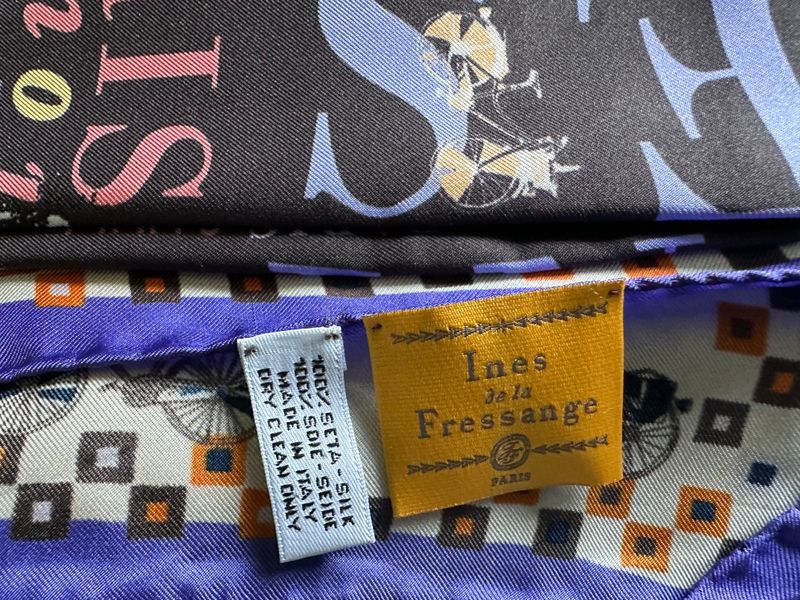 Ines
de la
Fressange
PARIS
100% SETA-SILK
100% SOIE-SEIDE
MADE IN ITALY
DRY CLEAN ONLY